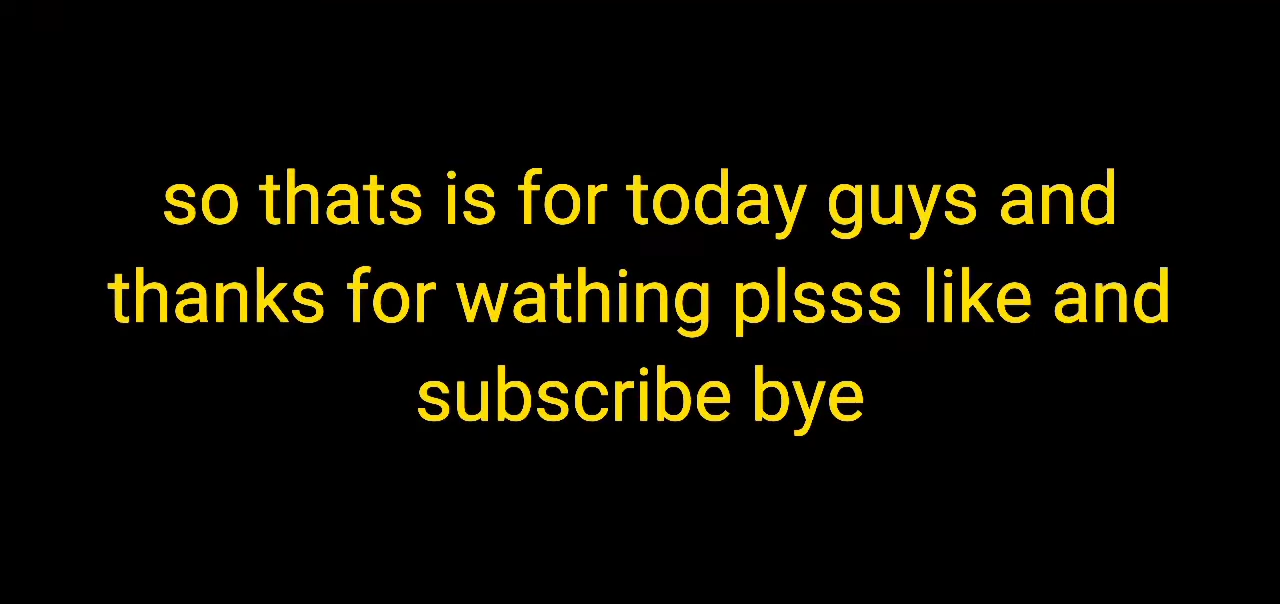 so thats is for today guys and
thanks for wathing plsss like and
subscribe bye